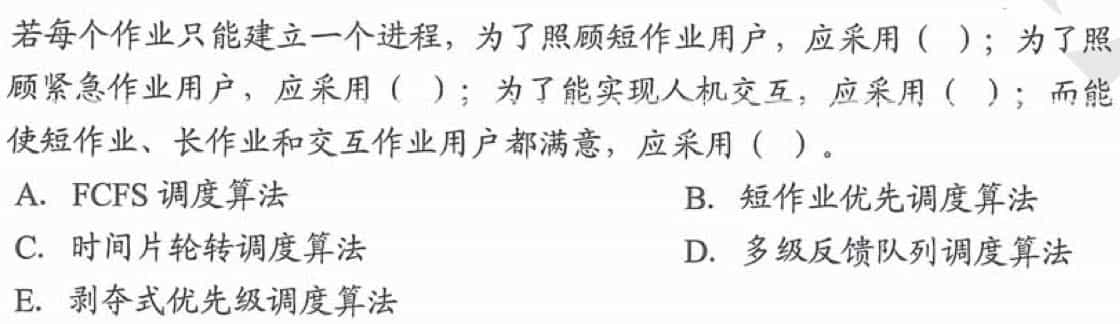 若每个作业只能建立一个进程，为了照顾短作业用户，应采用（ ）；为了照
顾紧急作业用户，应采用（ ）；为了能实现人机交互，应采用（ ）；而能
使短作业、长作业和交互作业用户都满意，应采用（ ）。
A. FCFS 调度算法 B. 短作业优先调度算法
C. 时间片轮转调度算法 D. 多级反馈队列调度算法
E. 剥夺式优先级调度算法